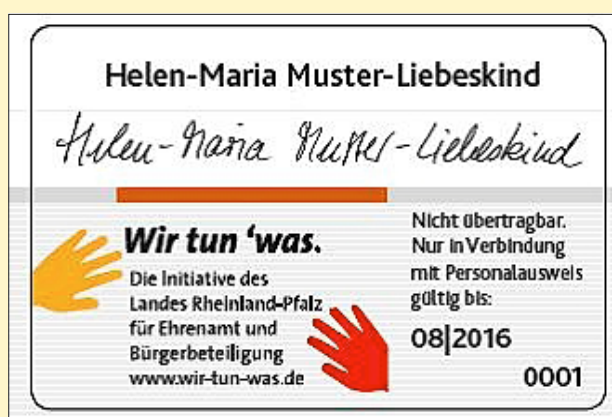 Helen-Maria Muster-Liebeskind
Helen-Maria Muster-Liebeskind
Wir tun ‘was.
Die Initiative des
Landes Rheinland-Pfalz
für Ehrenamt und
Bürgerbeteiligung
www.wir-tun-was.de
Nicht übertragbar.
Nur in Verbindung
mit Personalausweis
gültig bis:
08|2016
0001